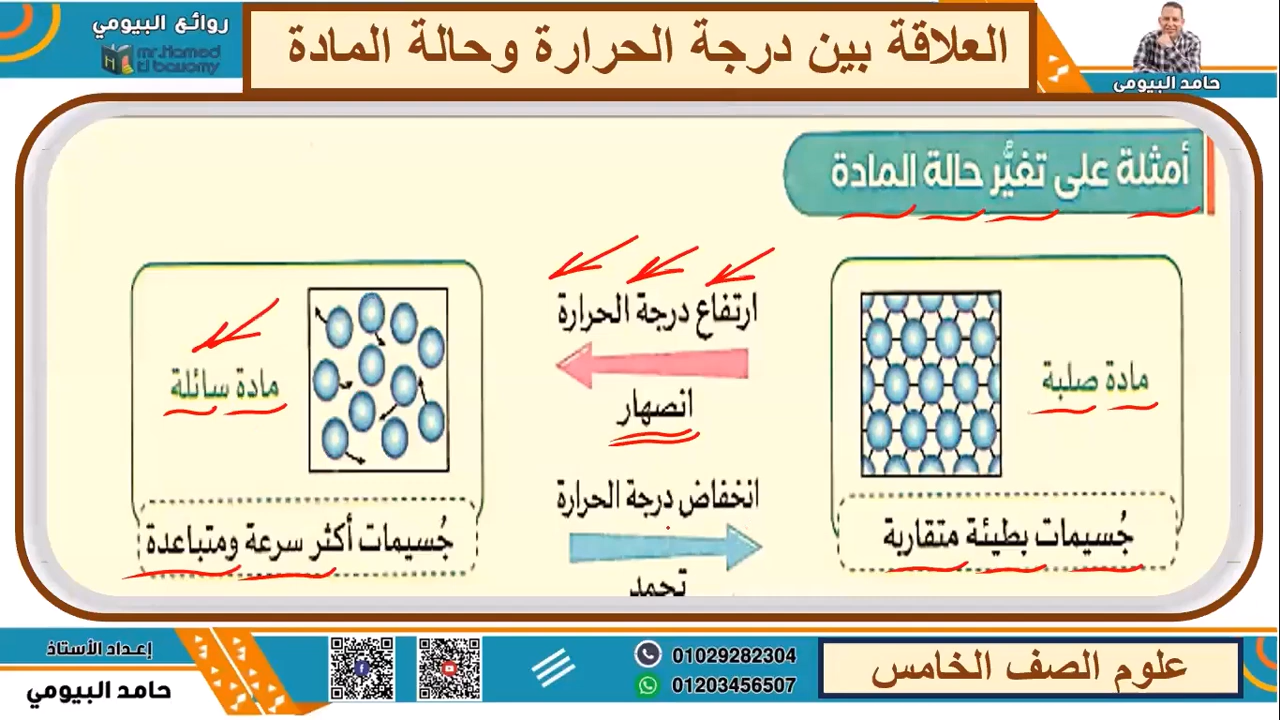 روائع البيومي
mr.Hamed
El bauomy
العلاقة بين درجة الحرارة وحالة المادة
حامد البيومى
أمثلة على تغيُّر حالة المادة
مادة صلبة
جُسيمات بطيئة متقاربة
ارتفاع درجة الحرارة
انصهار
انخفاض درجة الحرارة
تجمد
مادة سائلة
جُسيمات أكثر سرعة ومتباعدة
علوم الصف الخامس
01029282304
01203456507
إعداد الأستاذ
حامد البيومي